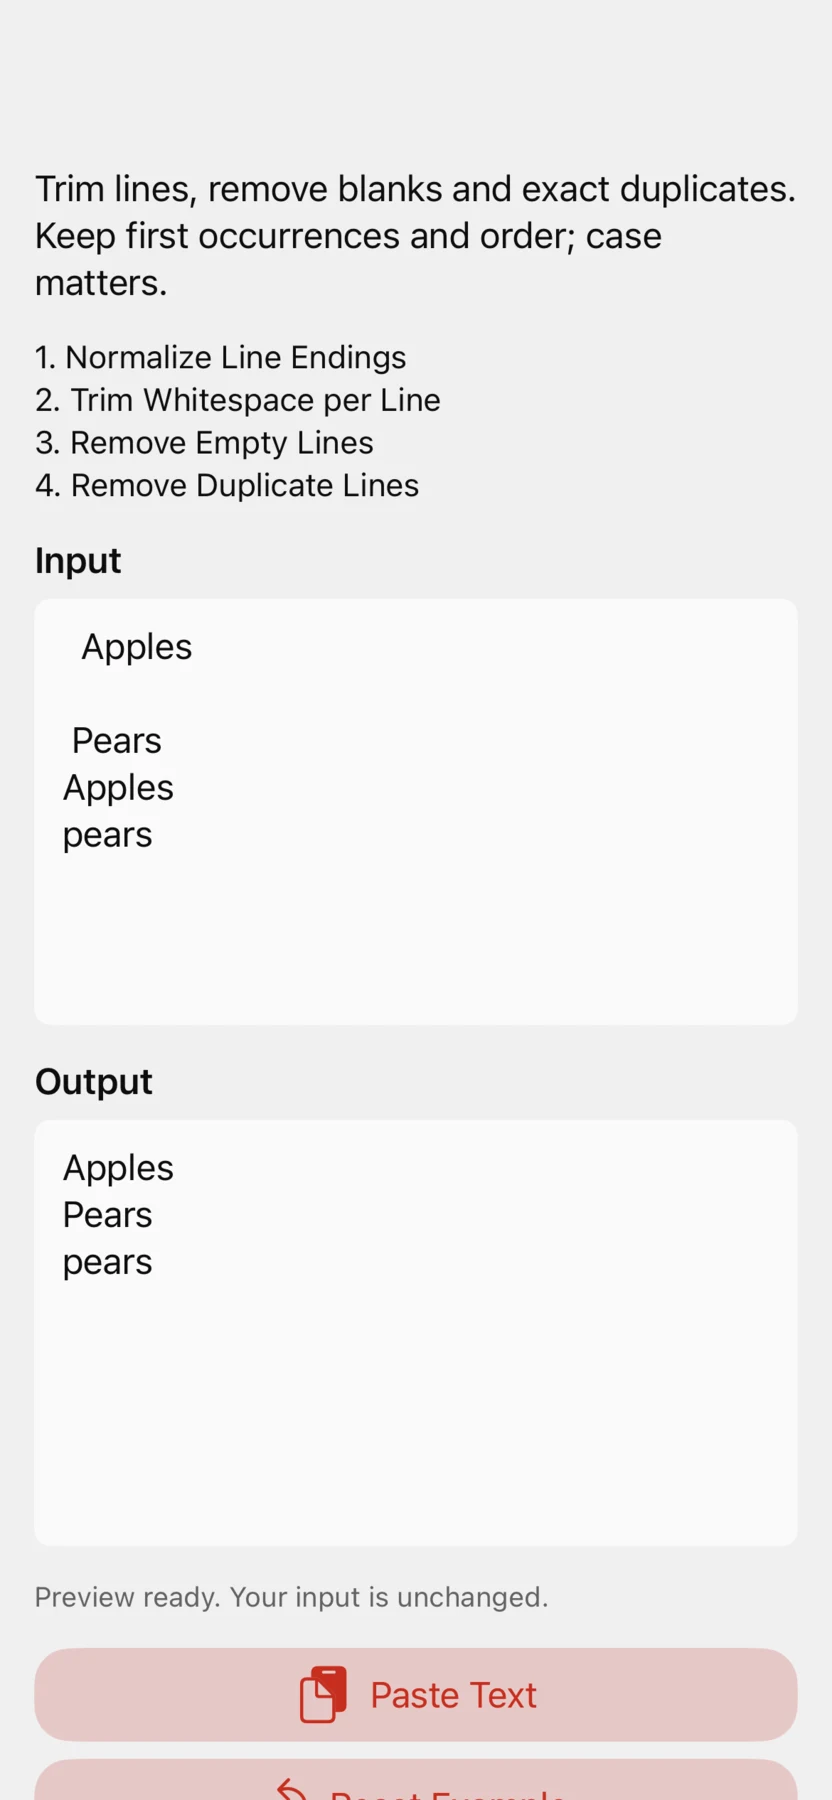 Trim lines, remove blanks and exact duplicates.
Keep first occurrences and order; case
matters.
1. Normalize Line Endings
2. Trim Whitespace per Line
3. Remove Empty Lines
4. Remove Duplicate Lines
Input
Apples
Pears
Apples
pears
Output
Apples
Pears
pears
Preview ready. Your input is unchanged.
Paste Text
Reset Example